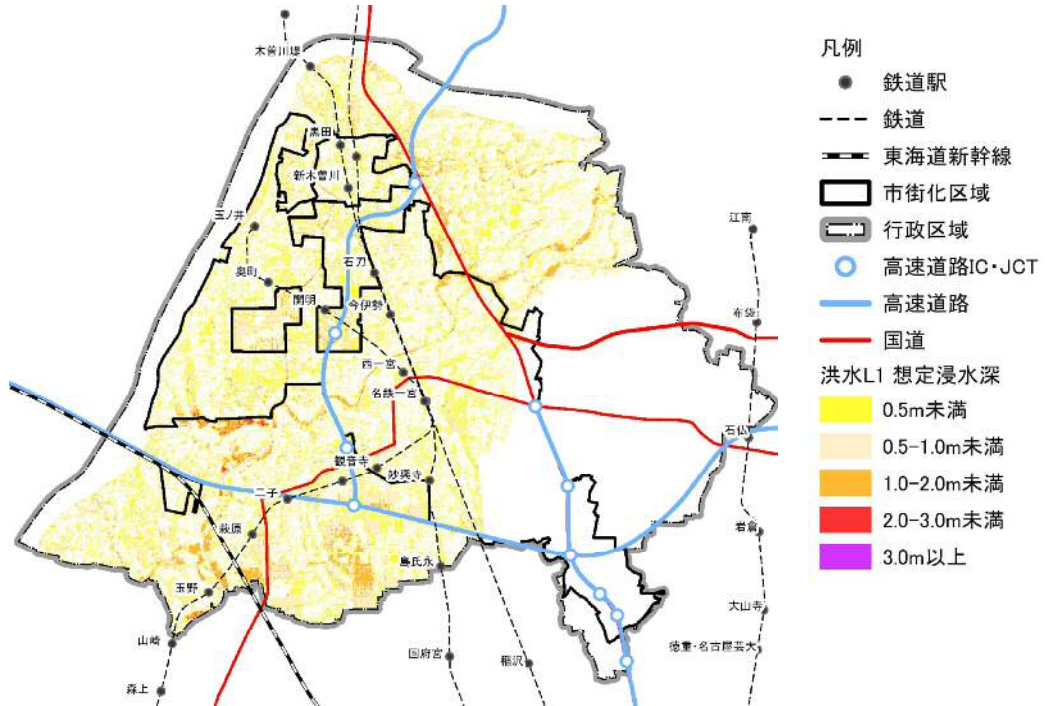 木曽川堤
黒田
新木曽川
玉ノ井
石刀
奥町
開明
今伊勢
西一宮
名鉄一宮
観音寺
妙興寺
二子
萩原
島氏永
玉野
山崎
森上
国府宮
稲沢
江南
布袋
石仏
岩倉
大山寺
徳重・名古屋芸大
凡例
鉄道駅
鉄道
東海道新幹線
市街化区域
行政区域
高速道路IC・JCT
高速道路
国道
洪水L1 想定浸水深
0.5m未満
0.5-1.0m未満
1.0-2.0m未満
2.0-3.0m未満
3.0m以上